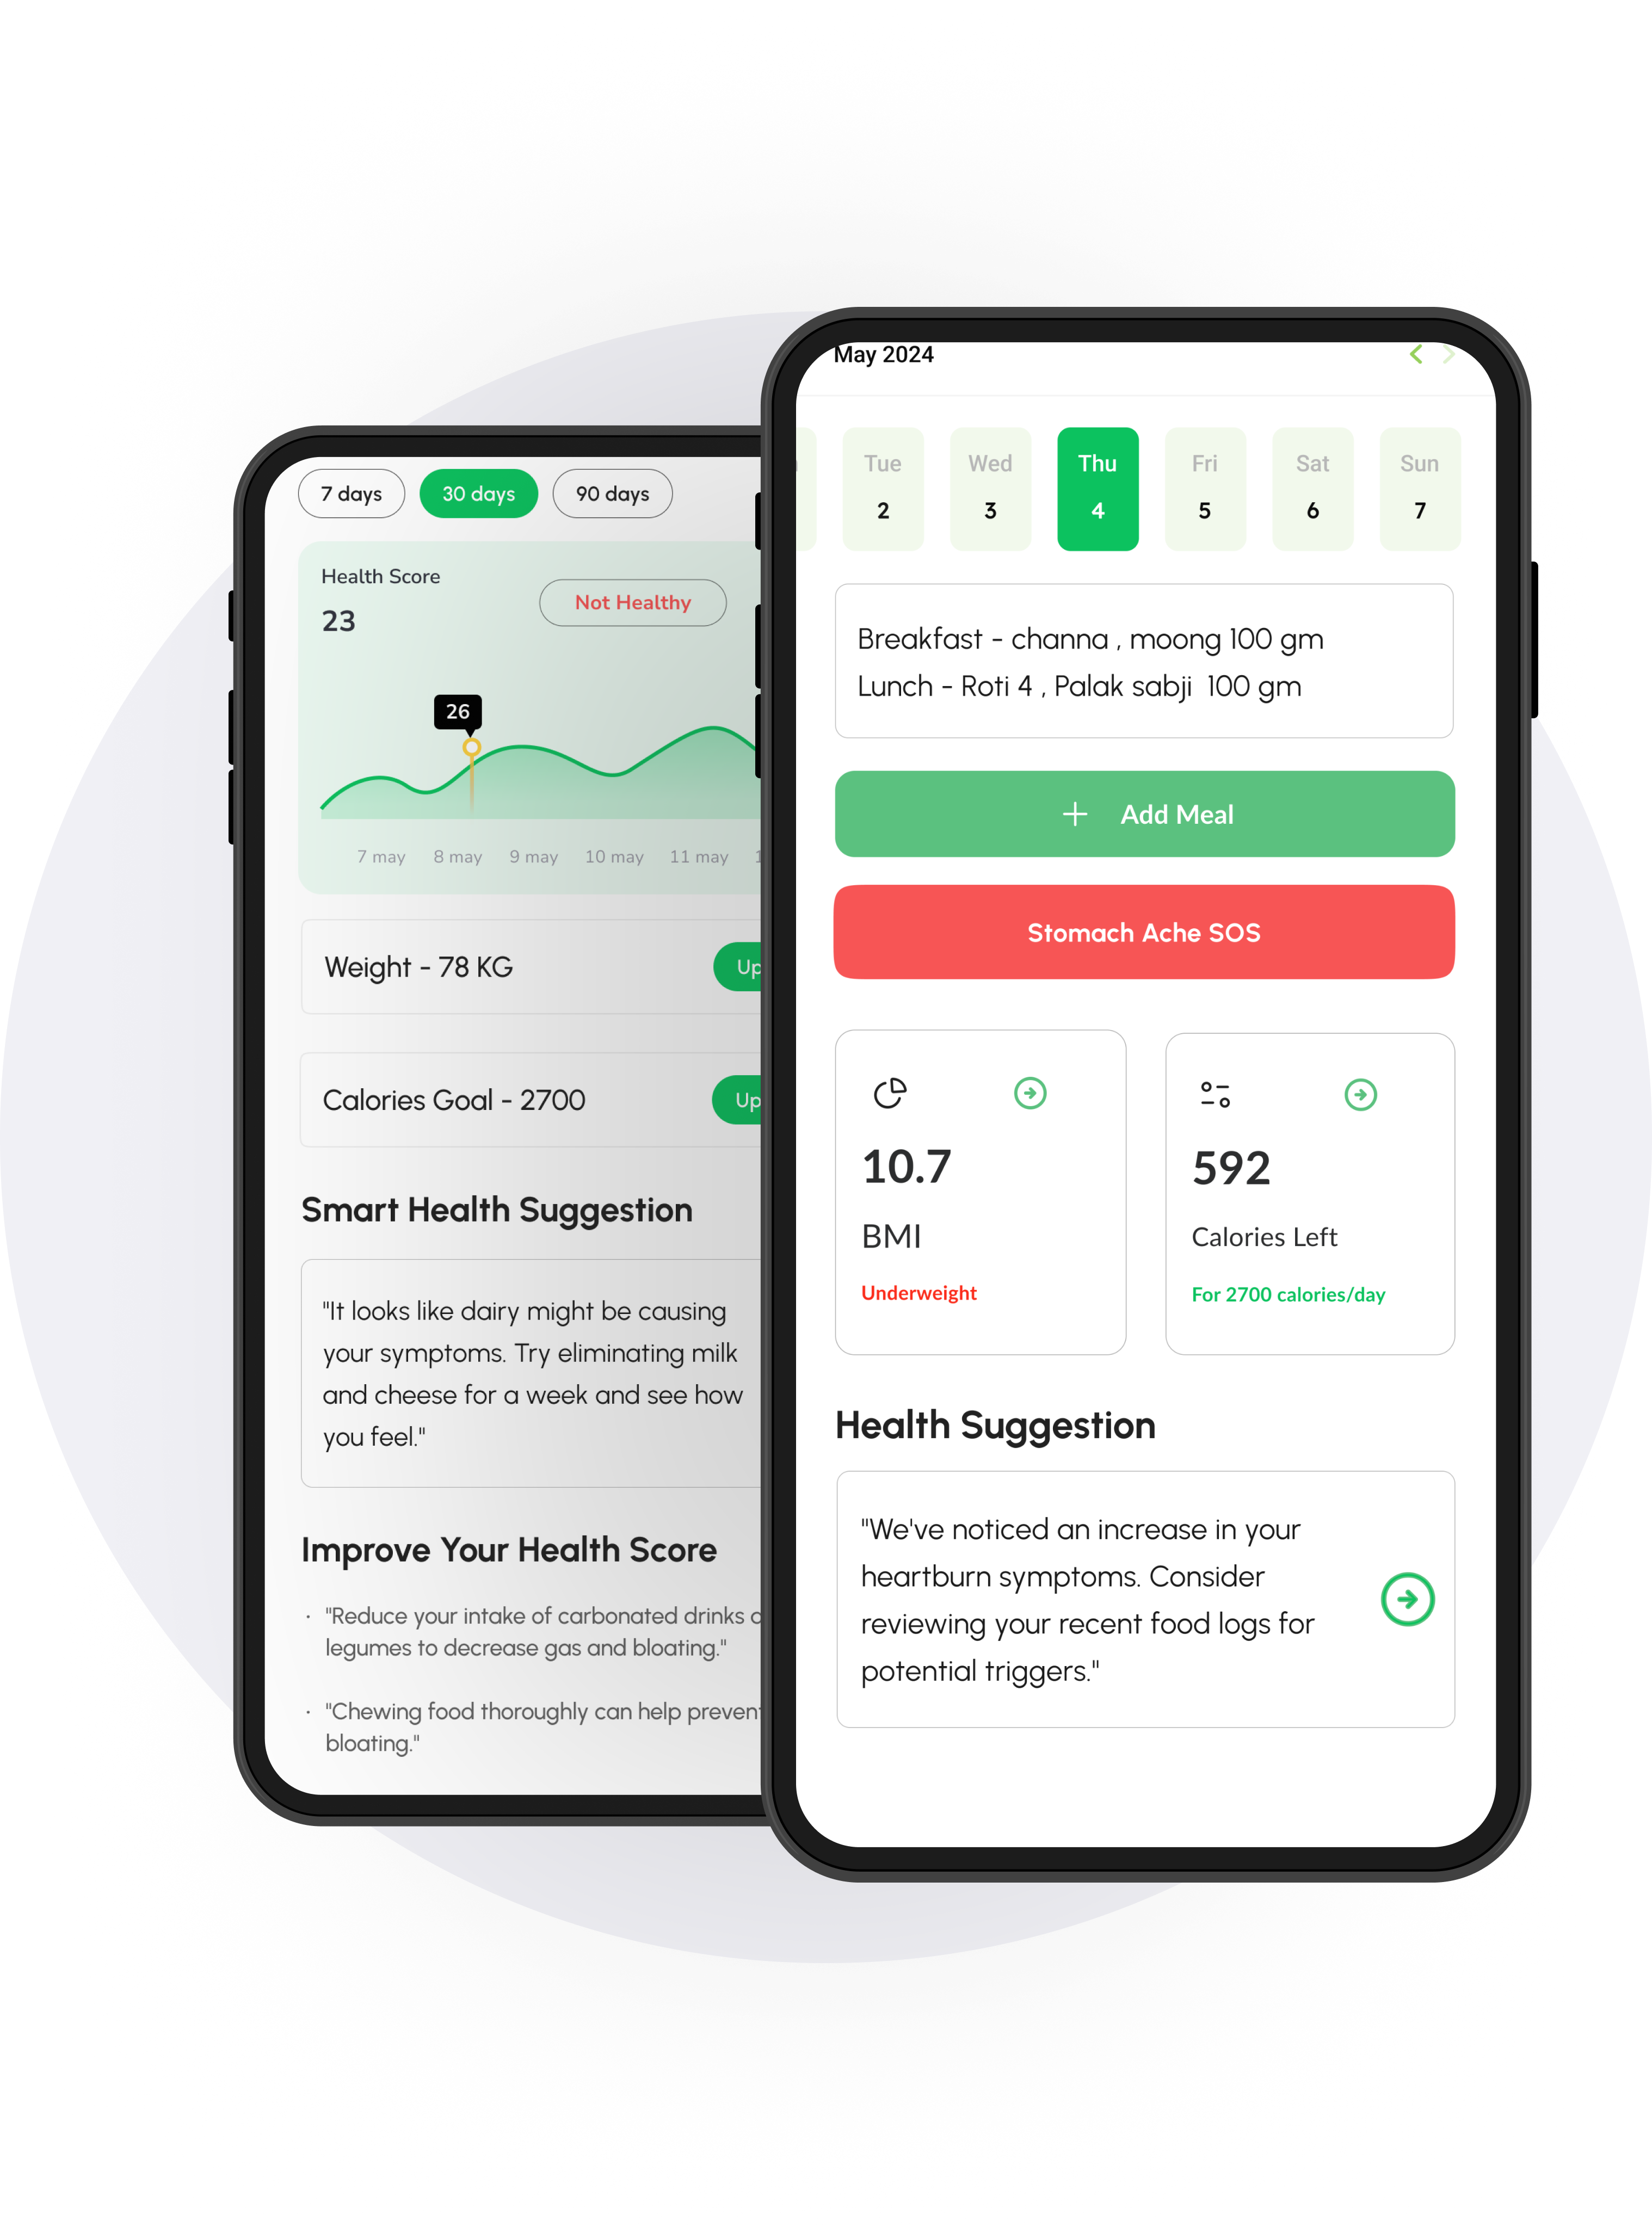 7 days 30 days 90 days
Health Score
23
Not Healthy
26
7 may 8 may 9 may 10 may 11 may
Weight - 78 KG
Calories Goal - 2700
Smart Health Suggestion
"It looks like dairy might be causing
your symptoms. Try eliminating milk
and cheese for a week and see how
you feel."
Improve Your Health Score
· "Reduce your intake of carbonated drinks
legumes to decrease gas and bloating."
· "Chewing food thoroughly can help prevent
bloating."
May 2024
Tue Wed Thu Fri Sat Sun
2 3 4 5 6 7
Breakfast - channa , moong 100 gm
Lunch - Roti 4 , Palak sabji 100 gm
Add Meal
Stomach Ache SOS
10.7
BMI
Underweight
592
Calories Left
For 2700 calories/day
Health Suggestion
"We've noticed an increase in your
heartburn symptoms. Consider
reviewing your recent food logs for
potential triggers."